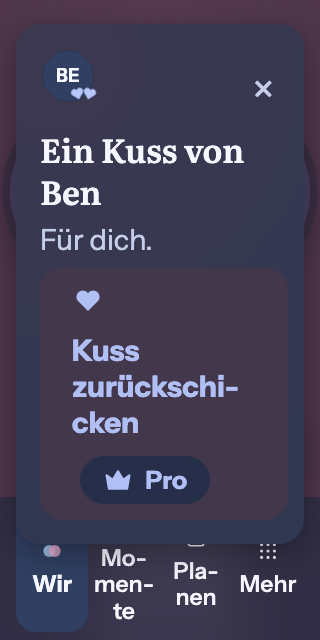 BE
Ein Kuss von
Ben
Für dich.
Kuss
zurückschi-
cken
Pro
Wir
Mo-
men-
te
Pla-
nen
Mehr